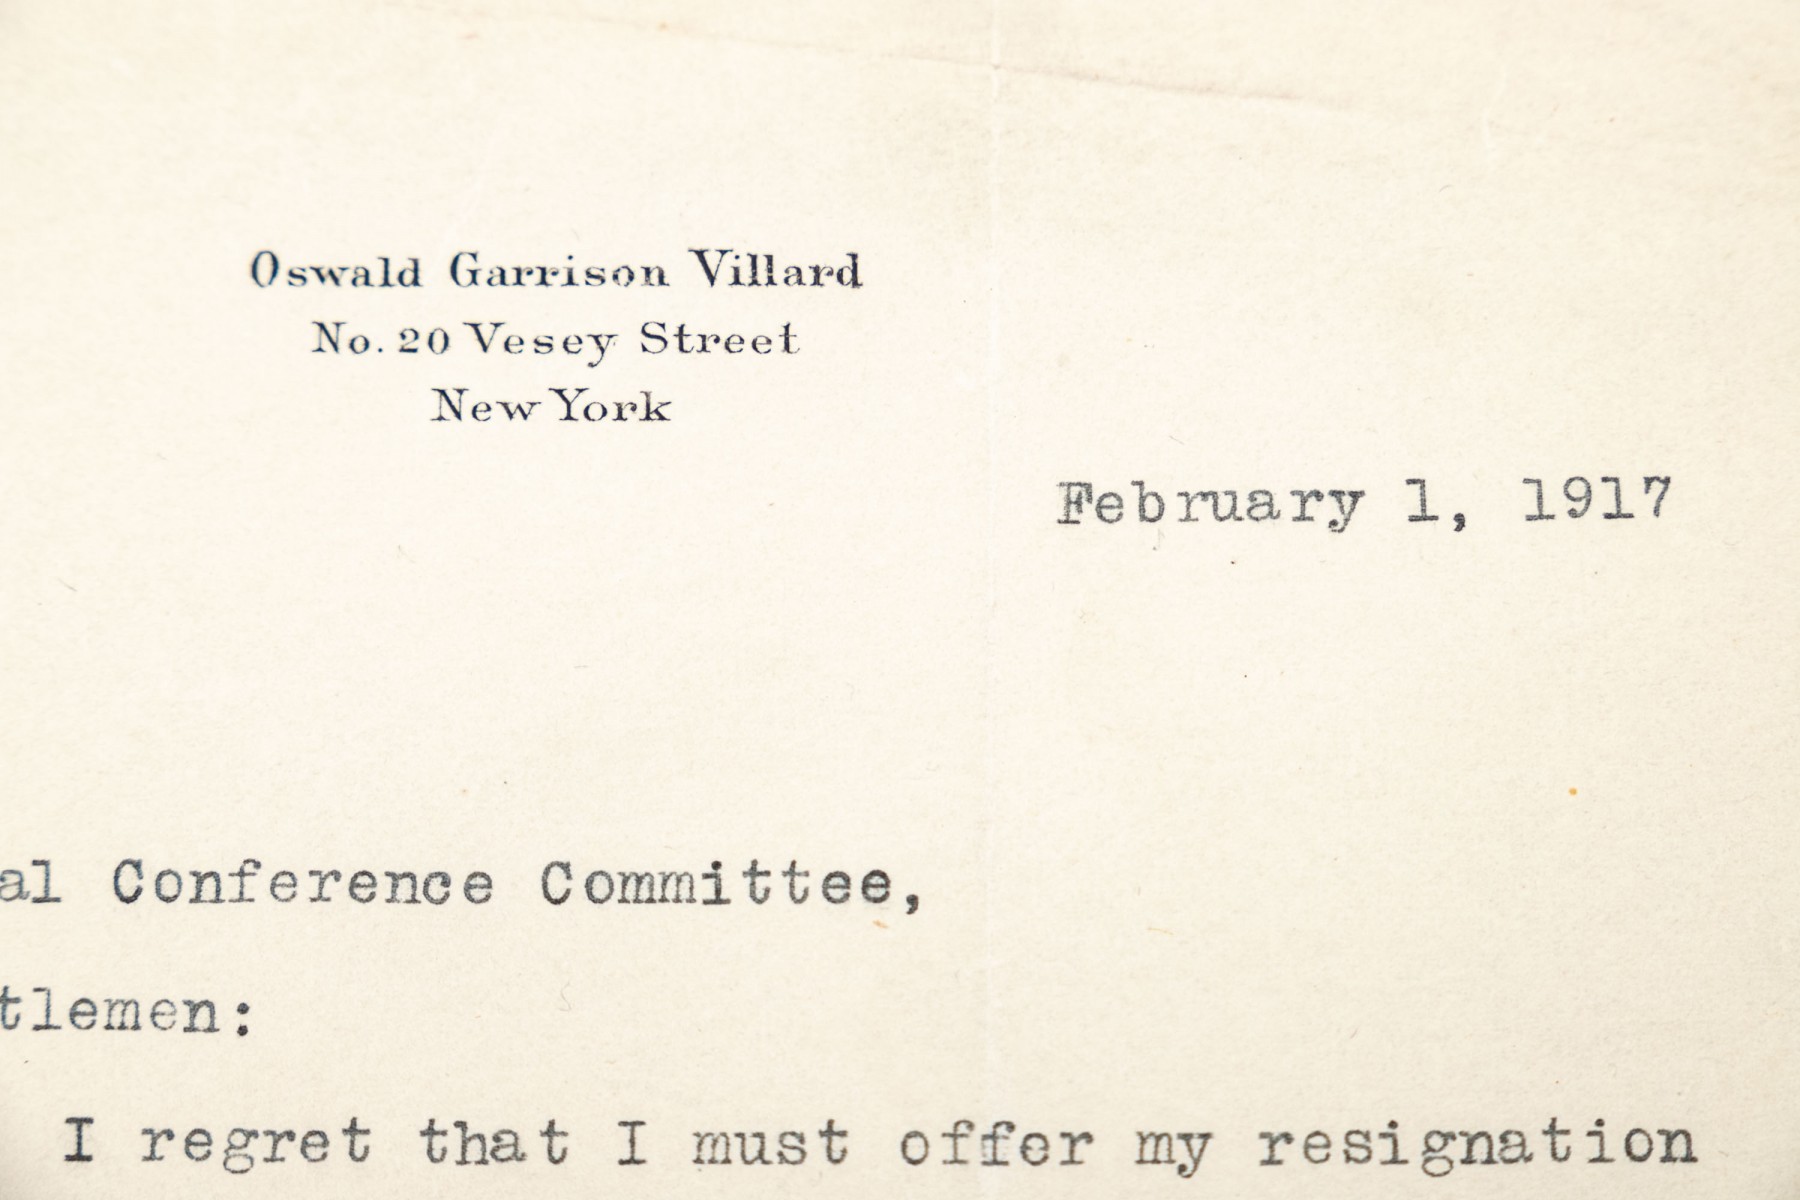 Oswald Garrison Villard
No. 20 Vesey Street
New York
February 1, 1917
al Conference Committee,
tlemen:
I regret that I must offer my resignation